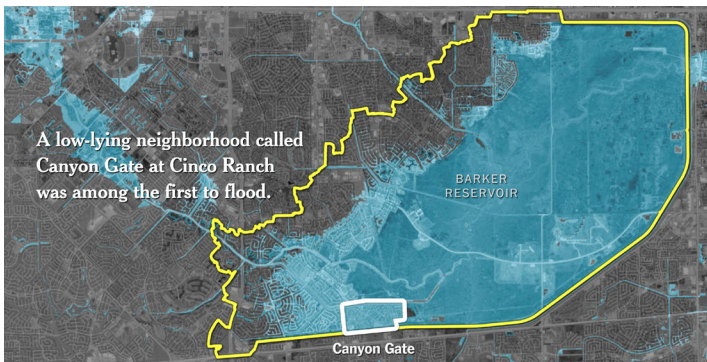 A low-lying neighborhood called
Canyon Gate at Cinco Ranch
was among the first to flood.
BARKER
RESERVOIR
Canyon Gate